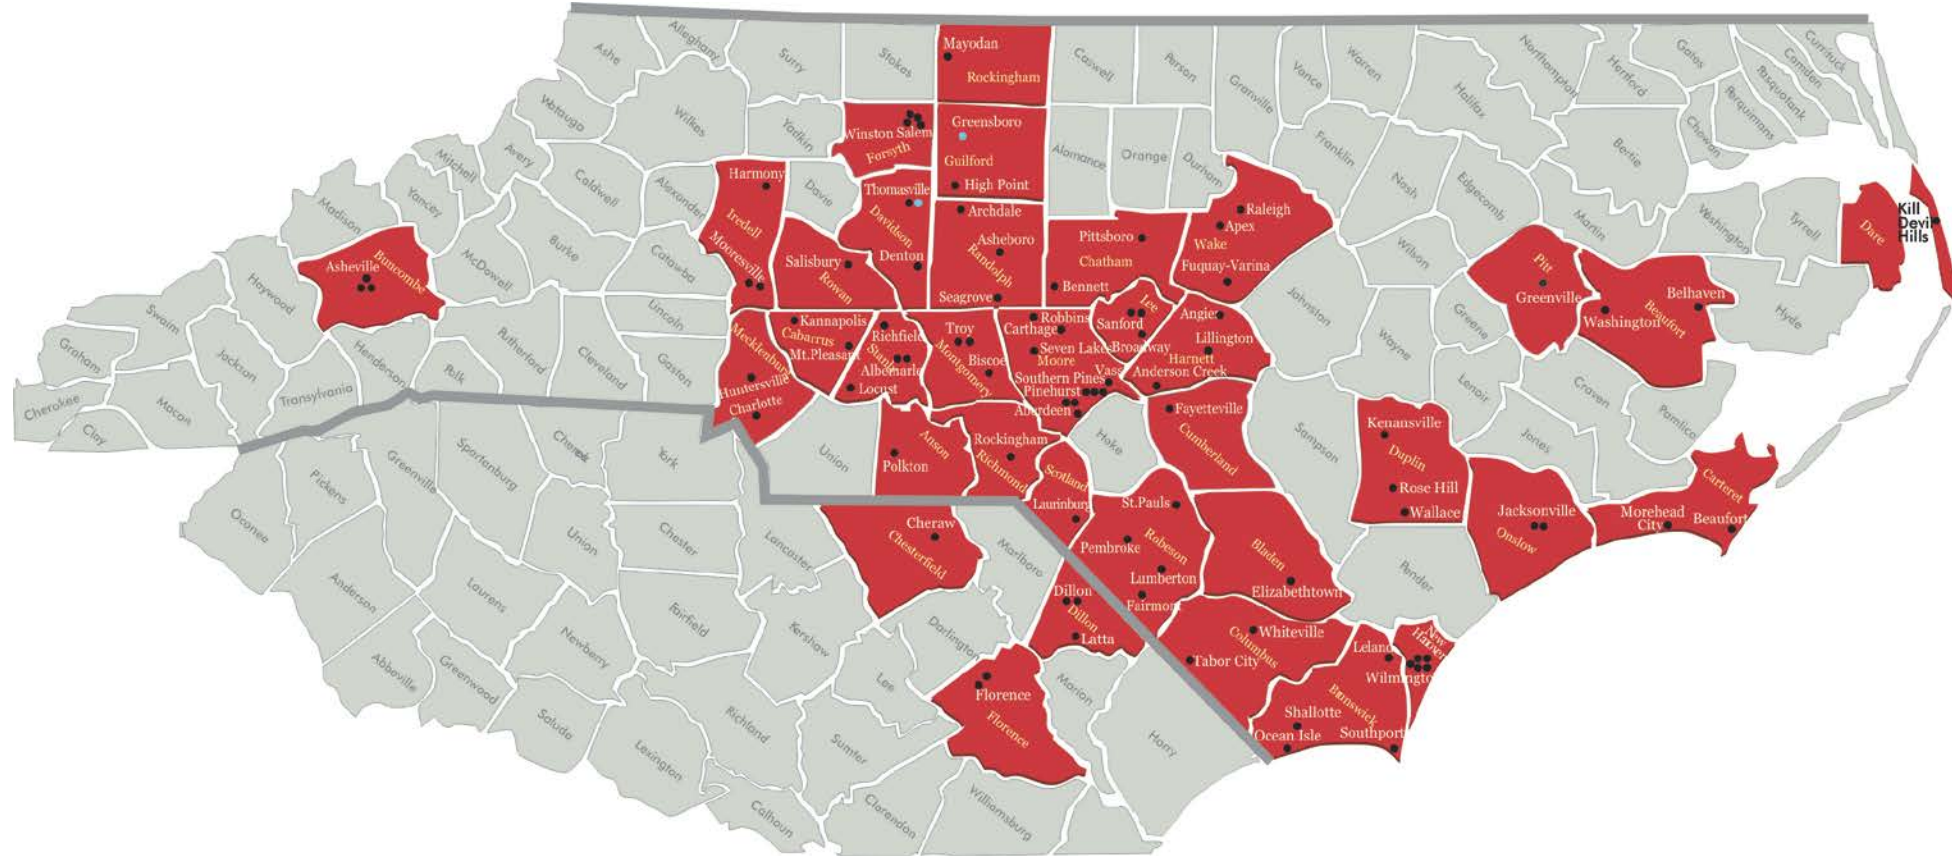 Ashe
Alleghany
Surry
Stokes
Mayodan
Rockingham
Caswell
Person
Granville
Vance
Warren
Northampton
Halifax
Hertford
Gates
Currituck
Camden
Pasquotank
Perquimans
Chowan
Bertie
Watauga
Wilkes
Yadkin
Winston Salem
Forsyth
Greensboro
Guilford
High Point
Alamance
Orange
Durham
Franklin
Nash
Edgecomb
Martin
Washington
Tyrrell
Dare
Kill
Devil
Hills
Mitchell
Avery
Caldwell
Alexander
Harmony
Iredell
Mooresville
Davie
Thomasville
Davidson
Denton
Archdale
Asheboro
Randolph
Seagrove
Pittsboro
Chatham
Bennett
Raleigh
Apex
Wake
Fuquay-Varina
Johnston
Wilson
Wayne
Greene
Pitt
Greenville
Washington
Belhaven
Beaufort
Hyde
Madison
Yancey
Asheville
Buncombe
McDowell
Burke
Catawba
Lincoln
Gaston
Salisbury
Rowan
Haywood
Swaim
Graham
Cherokee
Clay
Macon
Jackson
Transylvania
Henderson
Polk
Rutherford
Cleveland
Mecklenburg
Huntersville
Charlotte
Kannapolis
Cabarrus
Mt.Pleasant
Richfield
Stanly
Albemarle
Locust
Troy
Montgomery
Biscoe
Robbins
Carthage
Seven Lakes
Moore
Vass
Southern Pines
Pinehurst
Aberdeen
Lee
Sanford
Broadway
Angier
Lillington
Harnett
Anderson Creek
Lenoir
Craven
Pamlico
Jones
Union
Anson
Polkton
Rockingham
Richmond
Scotland
Laurinburg
Hoke
Fayetteville
Cumberland
Sampson
Kenansville
Duplin
Rose Hill
Wallace
Jacksonville
Onslow
Morehead
City
Carteret
Beaufort
Pender
St.Pauls
Pembroke
Robeson
Lumberton
Fairmont
Bladen
Elizabethtown
Whiteville
Columbus
Tabor City
Leland
New
Hanover
Wilmington
Brunswick
Shallotte
Ocean Isle
Southport
Oconee
Pickens
Greenville
Spartanburg
York
Cheraw
Chesterfield
Marlboro
Anderson
Laurens
Union
Chester
Lancaster
Fairfield
Kershaw
Darlington
Dillon
Dillon
Latta
Abbeville
Greenwood
Newberry
Saluda
Lexington
Richland
Lee
Sumter
Florence
Florence
Marion
Horry
Calhoun
Clarendon
Williamsburg